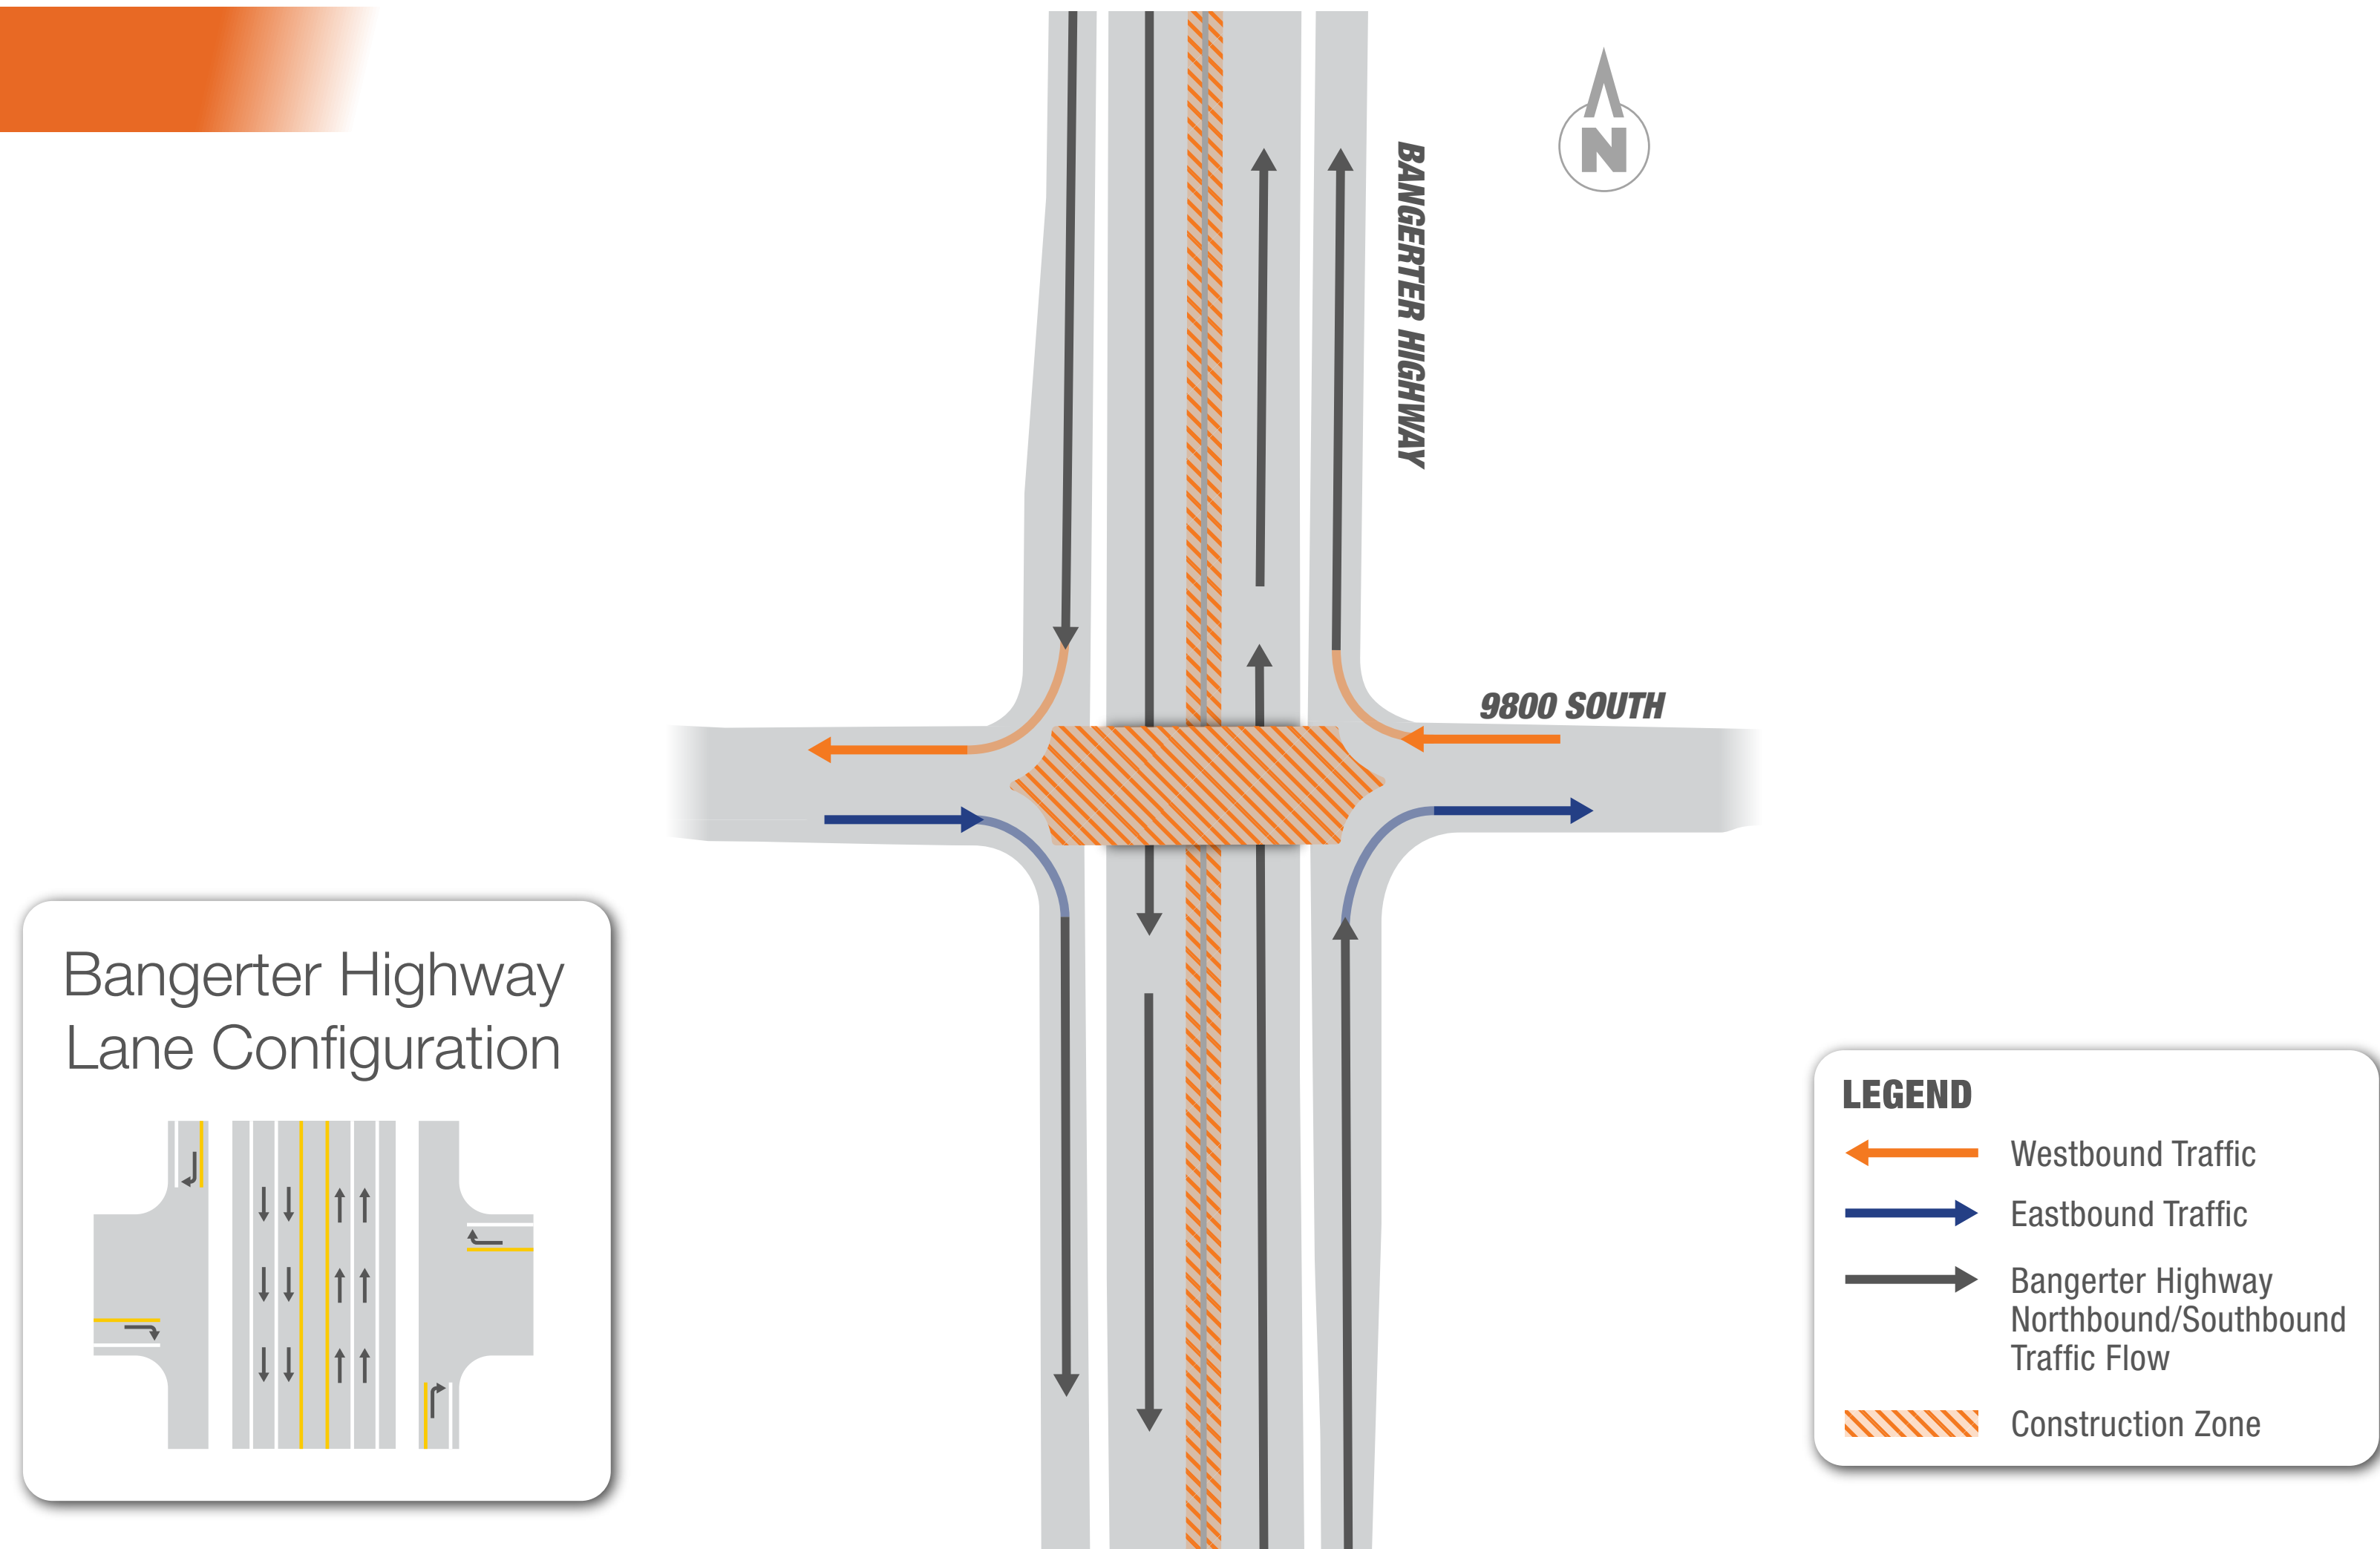 N
BANGERTER HIGHWAY
9800 SOUTH
Bangerter Highway
Lane Configuration
LEGEND
Westbound Traffic
Eastbound Traffic
Bangerter Highway
Northbound/Southbound
Traffic Flow
Construction Zone